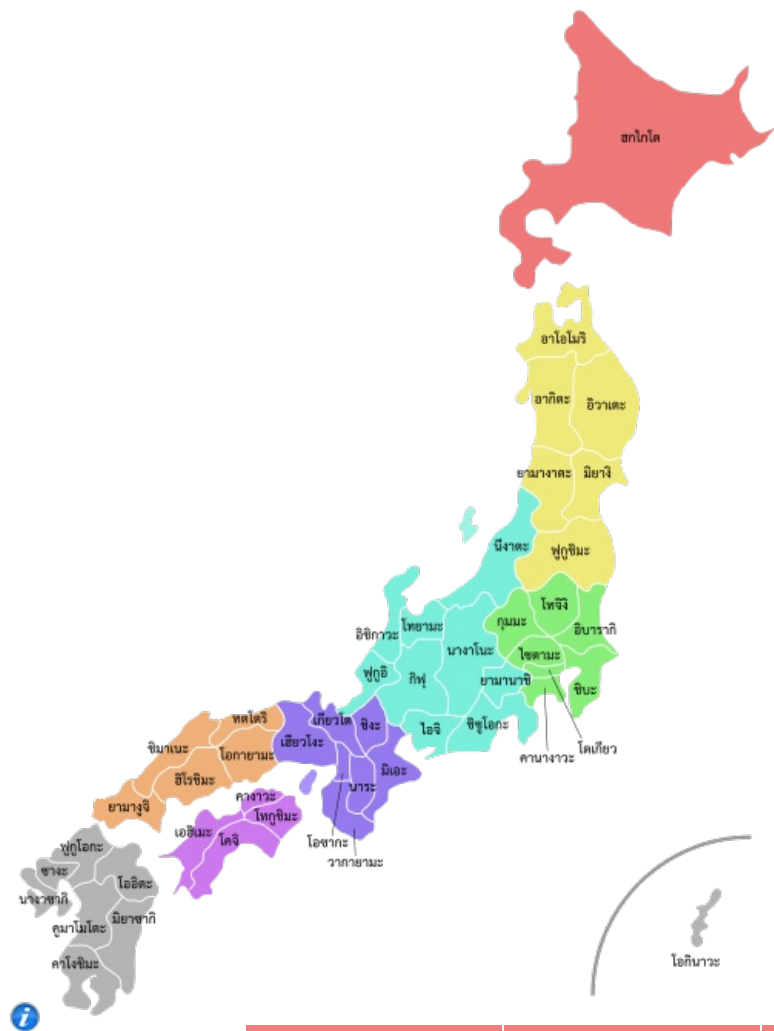 ฮกไกโด
อาโอโมริ
อากิตะ
อิวาเตะ
ยามางาตะ
มิยางิ
นีงาตะ
ฟูกูชิมะ
โทจิงิ
กุมมะ
อิบารากิ
อิชิกาวะ
โทยามะ
นางาโนะ
ไซตามะ
ฟูกูอิ
กิฟุ
ยามานาชิ
ชิบะ
ไอจิ
ชิซูโอกะ
คานางาวะ
โตเกียว
ทตโตริ
เกียวโต
ชิงะ
ชิมาเนะ
โอกายามะ
เฮียวโงะ
ฮิโรชิมะ
มิเอะ
นาระ
ยามางูจิ
คางาวะ
โทกูชิมะ
เอฮิเมะ
โคจิ
โอซากะ
วากายามะ
ฟูกูโอกะ
ซางะ
โออิตะ
นางาซากิ
มิยาซากิ
คูมาโมโตะ
คาโงชิมะ
โอกินาวะ
i